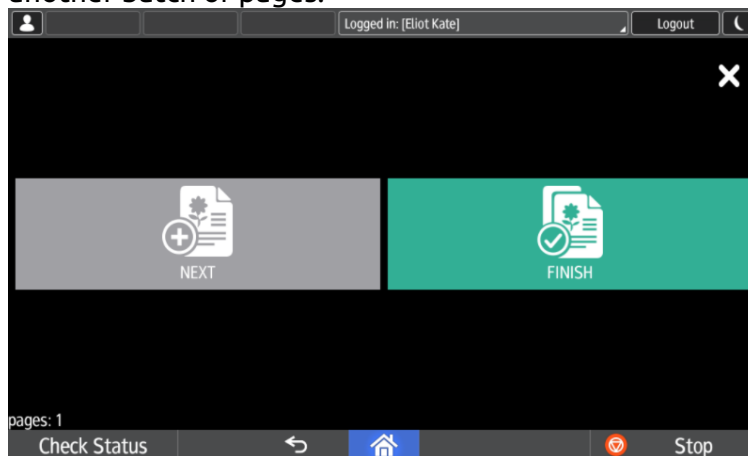 another batch of pages.
Logged in: [Eliot Kate]
Logout
NEXT
FINISH
pages: 1
Check Status
Stop